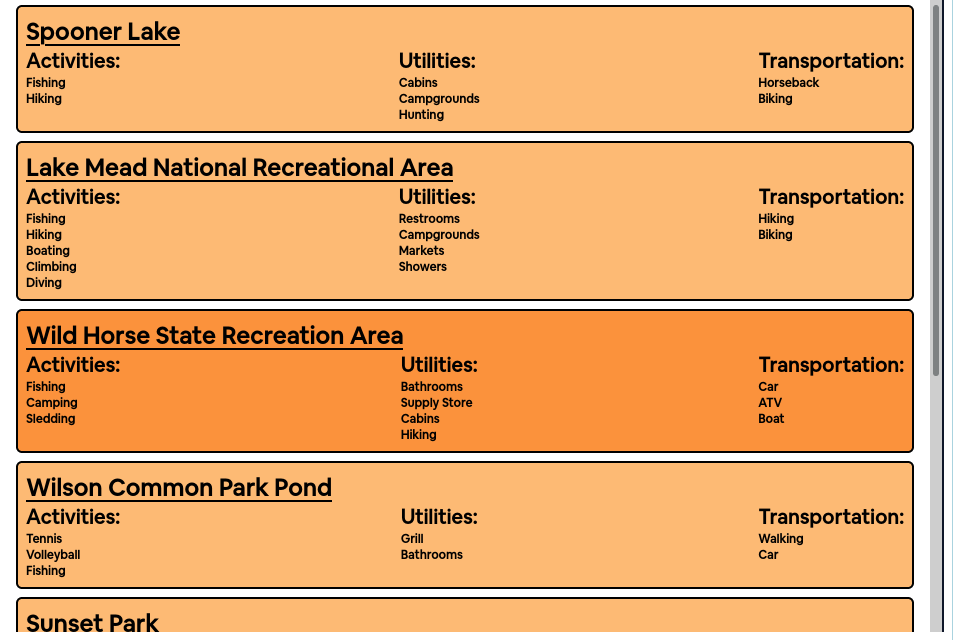 Spooner Lake
Activities: Utilities: Transportation:
Fishing Cabins Horseback
Hiking Campgrounds Biking
Hunting
Lake Mead National Recreational Area
Activities: Utilities: Transportation:
Fishing Restrooms Hiking
Hiking Campgrounds Biking
Boating Markets
Climbing Showers
Diving
Wild Horse State Recreation Area
Activities: Utilities: Transportation:
Fishing Bathrooms Car
Camping Supply Store ATV
Sledding Cabins Boat
Hiking
Wilson Common Park Pond
Activities: Utilities: Transportation:
Tennis Grill Walking
Volleyball Bathrooms Car
Fishing
Sunset Park